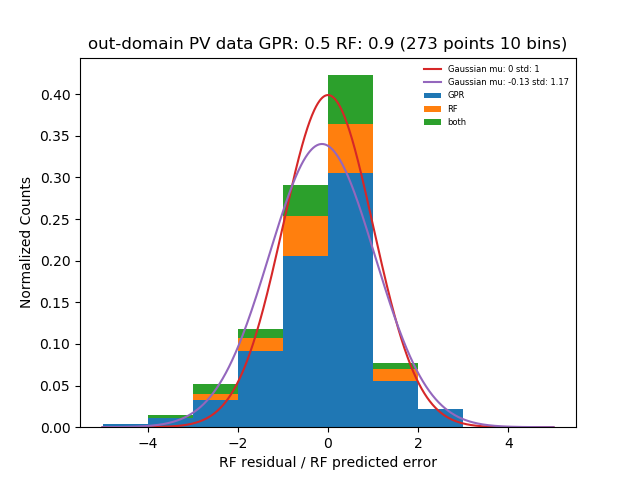 out-domain PV data GPR: 0.5 RF: 0.9 (273 points 10 bins)
Gaussian mu: 0 std: 1
Gaussian mu: -0.13 std: 1.17
GPR
RF
both
Normalized Counts
0.40
0.35
0.30
0.25
0.20
0.15
0.10
0.05
0.00
−4 −2 0 2 4
RF residual / RF predicted error